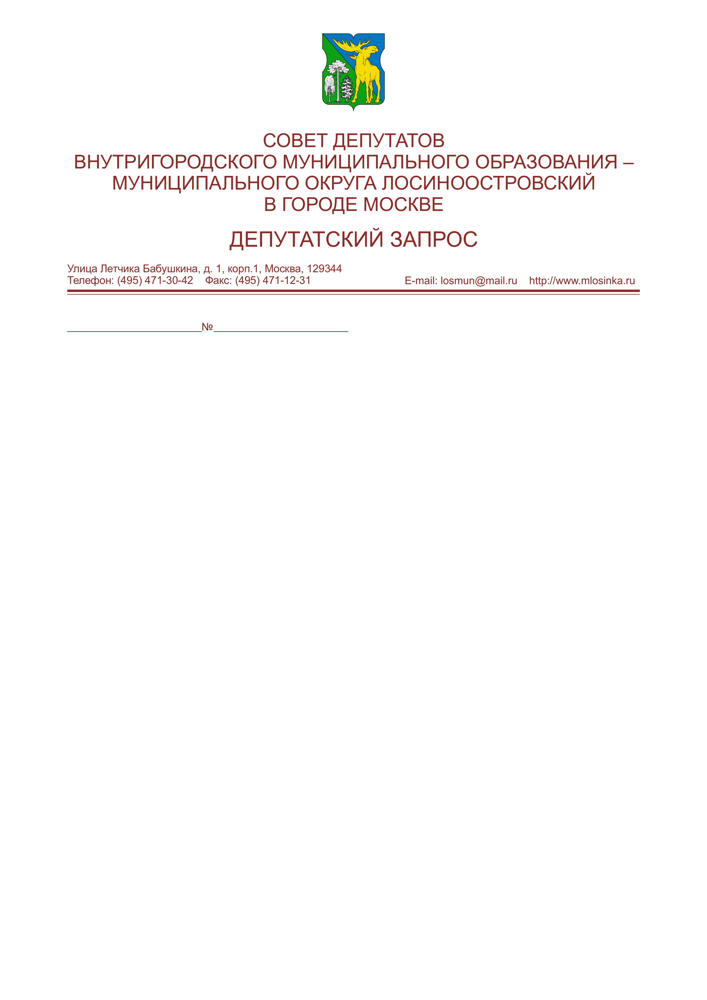 СОВЕТ ДЕПУТАТОВ
ВНУТРИГОРОДСКОГО МУНИЦИПАЛЬНОГО ОБРАЗОВАНИЯ –
МУНИЦИПАЛЬНОГО ОКРУГА ЛОСИНООСТРОВСКИЙ
В ГОРОДЕ МОСКВЕ
ДЕПУТАТСКИЙ ЗАПРОС
Улица Летчика Бабушкина, д. 1, корп.1, Москва, 129344
Телефон: (495) 471-30-42 Факс: (495) 471-12-31 E-mail: losmun@mail.ru http://www.mlosinka.ru
№